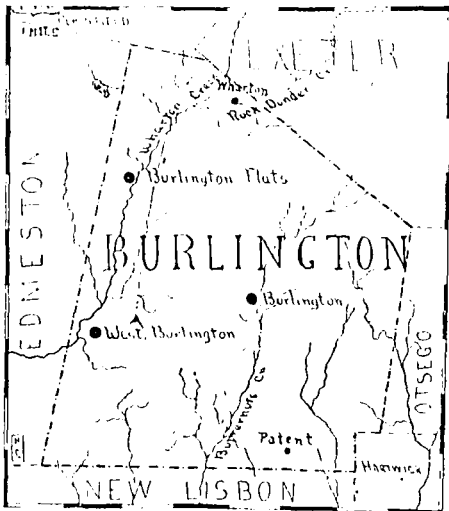 EXETER
Wharton
Wharton Creek
Rock Dunder Cr
Burlington Flats
EDMESTON
BURLINGTON
Burlington
West Burlington
OTSEGO
Butternuts Cr
Patent
HARTWICK
NEW LISBON